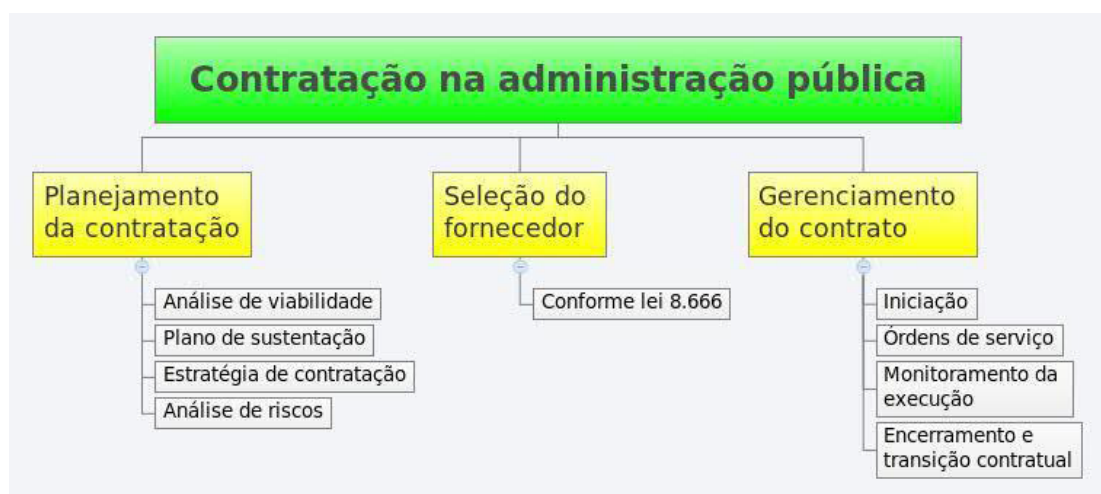 Contratação na administração pública
Planejamento
da contratação
Análise de viabilidade
Plano de sustentação
Estratégia de contratação
Análise de riscos
Seleção do
fornecedor
Conforme lei 8.666
Gerenciamento
do contrato
Iniciação
Órdens de serviço
Monitoramento da
execução
Encerramento e
transição contratual